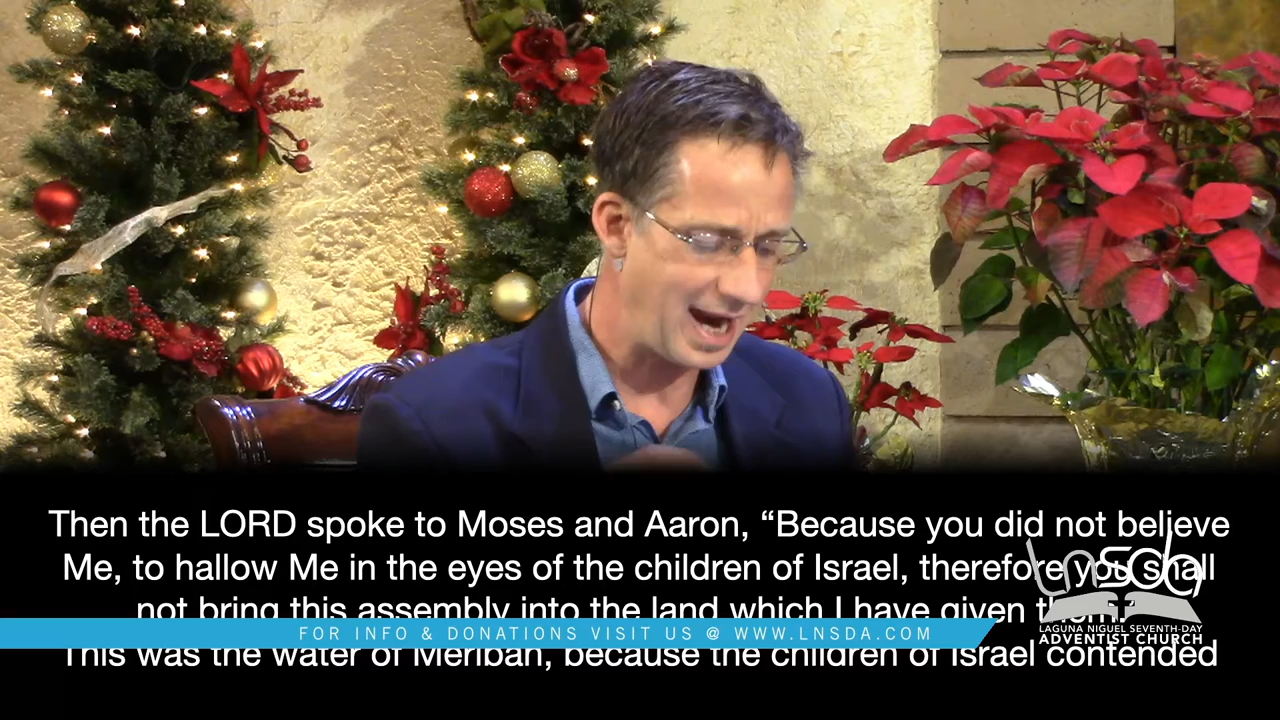 Then the LORD spoke to Moses and Aaron, “Because you did not believe
Me, to hallow Me in the eyes of the children of Israel, therefore you shall
not bring this assembly into the land which I have given them.
FOR INFO & DONATIONS VISIT US @ WWW.LNSDA.COM
This was the water of Meribah, because the children of Israel contended
Lnsda
LAGUNA NIGUEL SEVENTH-DAY
ADVENTIST CHURCH